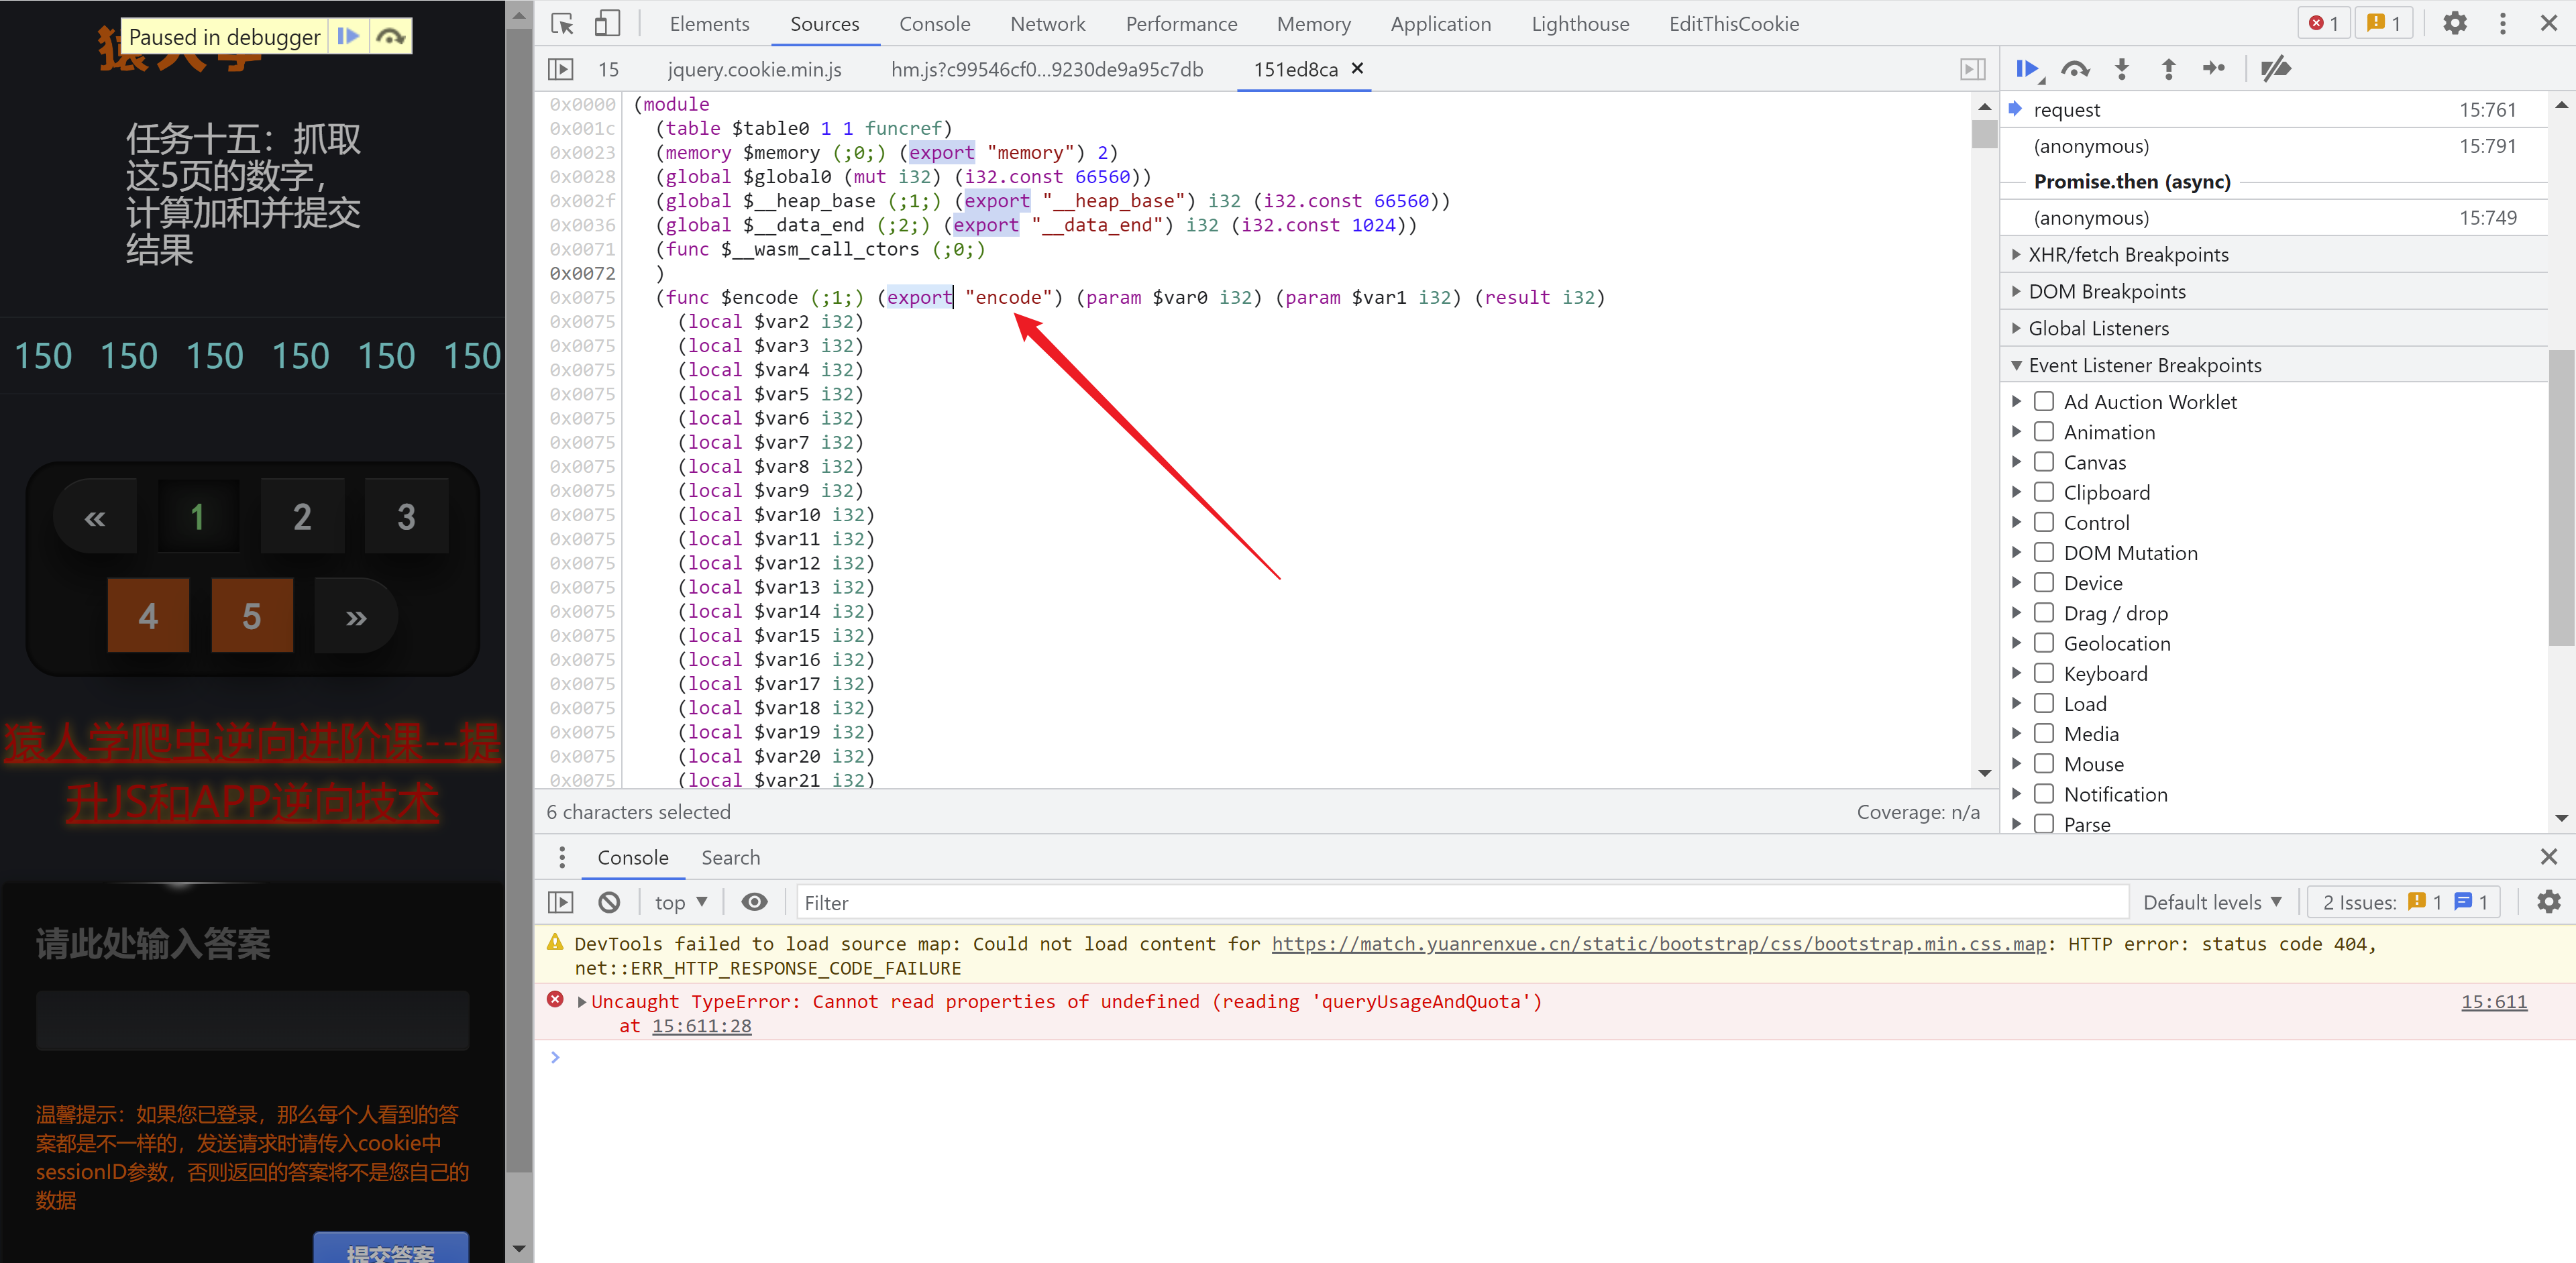 Paused in debugger
猿人学
任务十五：抓取
这5页的数字，
计算加和并提交
结果
150 150 150 150 150 150
« 1 2 3
4 5 »
猿人学爬虫逆向进阶课--提
升JS和APP逆向技术
请此处输入答案
温馨提示：如果您已登录，那么每个人看到的答
案都是不一样的，发送请求时请传入cookie中
sessionID参数，否则返回的答案将不是您自己的
数据
提交答案
Elements Sources Console Network Performance Memory Application Lighthouse EditThisCookie 1 1
15 jquery.cookie.min.js hm.js?c99546cf0...9230de9a95c7db 151ed8ca
0x0000 (module
0x001c (table $table0 1 1 funcref)
0x0023 (memory $memory (;0;) (export "memory") 2)
0x0028 (global $global0 (mut i32) (i32.const 66560))
0x002f (global $__heap_base (;1;) (export "__heap_base") i32 (i32.const 66560))
0x0036 (global $__data_end (;2;) (export "__data_end") i32 (i32.const 1024))
0x0071 (func $__wasm_call_ctors (;0;)
0x0072 )
0x0075 (func $encode (;1;) (export "encode") (param $var0 i32) (param $var1 i32) (result i32)
0x0075 (local $var2 i32)
0x0075 (local $var3 i32)
0x0075 (local $var4 i32)
0x0075 (local $var5 i32)
0x0075 (local $var6 i32)
0x0075 (local $var7 i32)
0x0075 (local $var8 i32)
0x0075 (local $var9 i32)
0x0075 (local $var10 i32)
0x0075 (local $var11 i32)
0x0075 (local $var12 i32)
0x0075 (local $var13 i32)
0x0075 (local $var14 i32)
0x0075 (local $var15 i32)
0x0075 (local $var16 i32)
0x0075 (local $var17 i32)
0x0075 (local $var18 i32)
0x0075 (local $var19 i32)
0x0075 (local $var20 i32)
0x0075 (local $var21 i32)
6 characters selected Coverage: n/a
request 15:761
(anonymous) 15:791
Promise.then (async)
(anonymous) 15:749
XHR/fetch Breakpoints
DOM Breakpoints
Global Listeners
Event Listener Breakpoints
Ad Auction Worklet
Animation
Canvas
Clipboard
Control
DOM Mutation
Device
Drag / drop
Geolocation
Keyboard
Load
Media
Mouse
Notification
Parse
Console Search
top Filter Default levels 2 Issues: 1 1
DevTools failed to load source map: Could not load content for https://match.yuanrenxue.cn/static/bootstrap/css/bootstrap.min.css.map: HTTP error: status code 404,
net::ERR_HTTP_RESPONSE_CODE_FAILURE
Uncaught TypeError: Cannot read properties of undefined (reading 'queryUsageAndQuota') 15:611
at 15:611:28